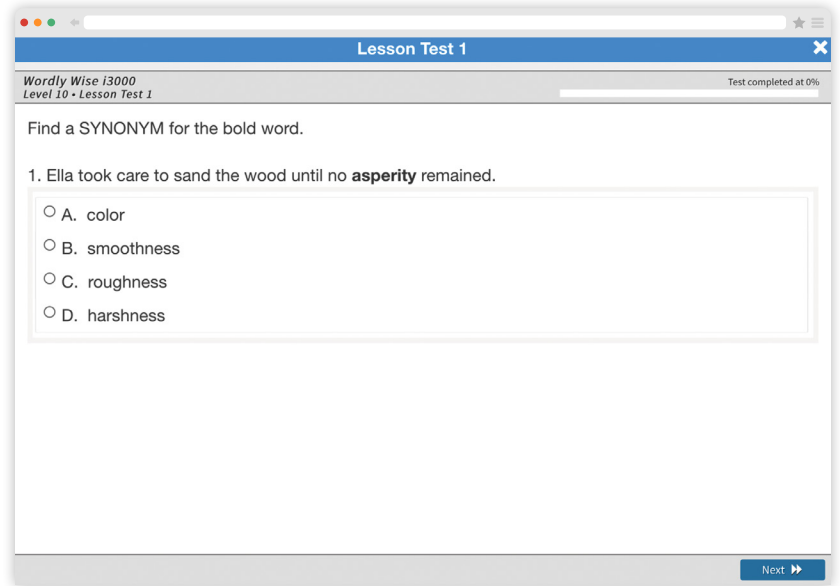 Lesson Test 1
Wordly Wise i3000
Level 10 • Lesson Test 1
Test completed at 0%
Find a SYNONYM for the bold word.
1. Ella took care to sand the wood until no asperity remained.
A. color
B. smoothness
C. roughness
D. harshness
Next